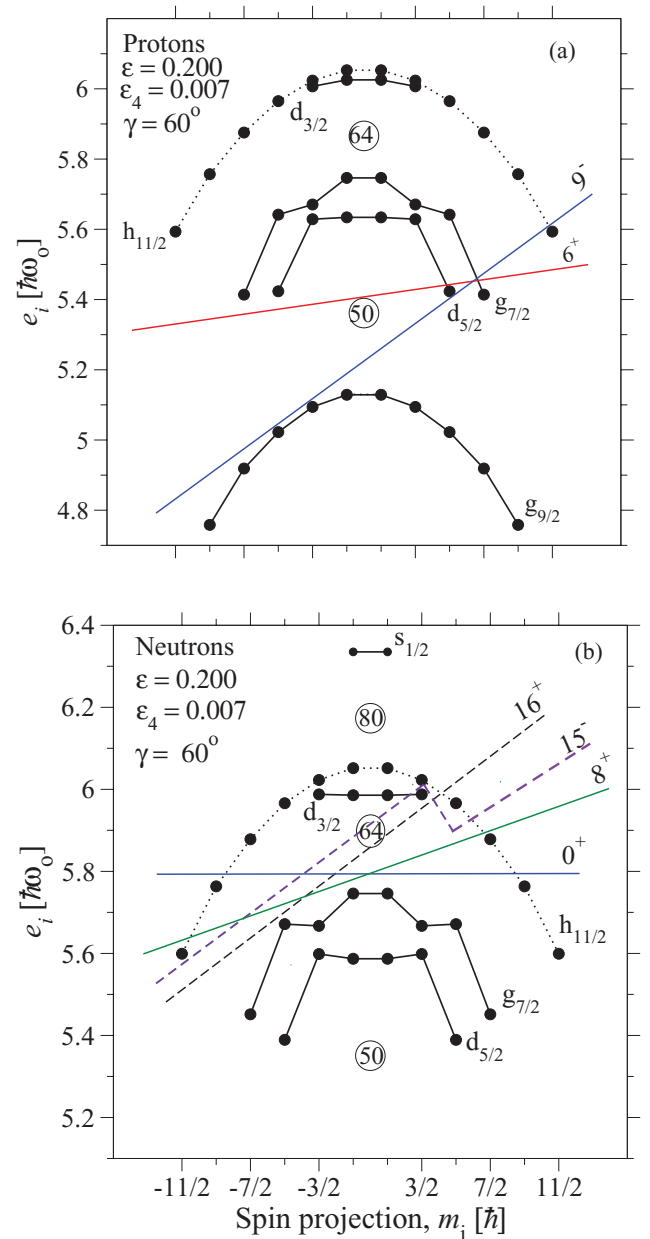 Protons
(a)
ε = 0.200
ε₄ = 0.007
γ = 60°
6
5.8
5.6
5.4
5.2
5
4.8
eᵢ [ħω₀]
d₃/₂
64
9⁻
h₁₁/₂
6⁺
50
d₅/₂
g₇/₂
g₉/₂
6.4
6.2
6
5.8
5.6
5.4
5.2
eᵢ [ħω₀]
Neutrons
s₁/₂
(b)
ε = 0.200
ε₄ = 0.007
γ = 60°
80
16⁺
15⁻
8⁺
d₃/₂
64
0⁺
h₁₁/₂
g₇/₂
d₅/₂
50
-11/2 -7/2 -3/2 3/2 7/2 11/2
Spin projection, mᵢ [ħ]